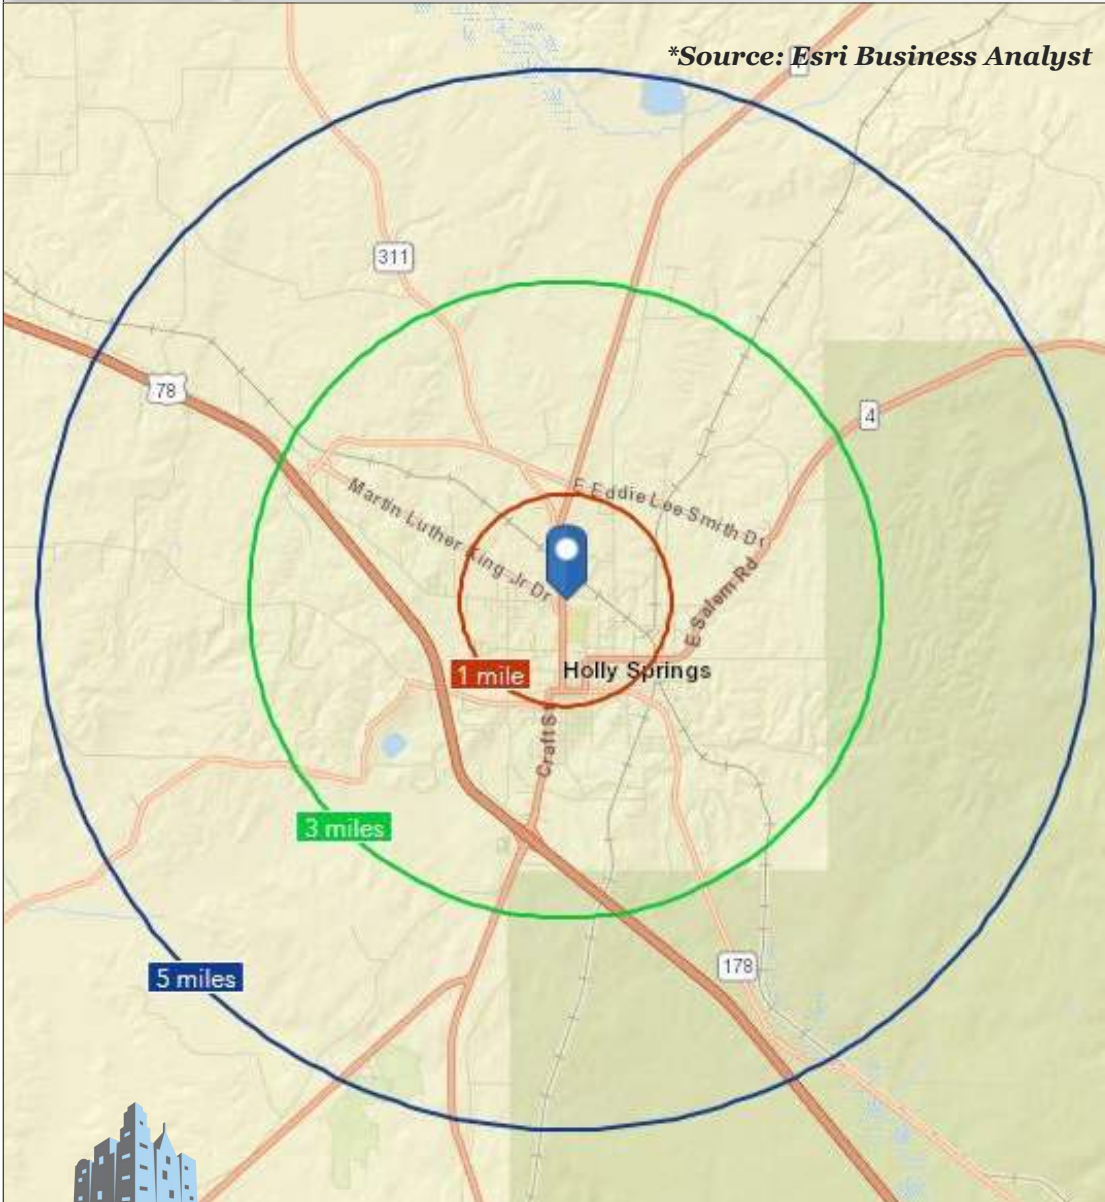 *Source: Esri Business Analyst
311
78
4
E Eddie Lee Smith Dr
Martin Luther King Jr Dr
E Salem Rd
1 mile
Holly Springs
Craft St
3 miles
178
5 miles